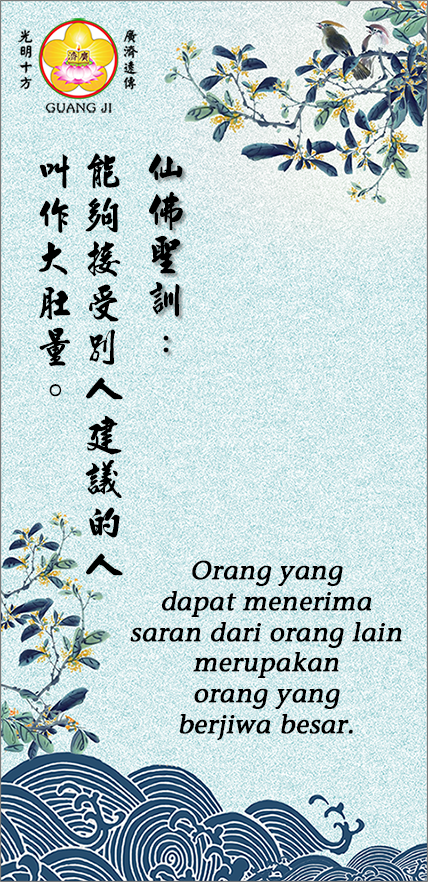 廣濟遠傳
光明十方
廣濟
GUANG JI
仙佛聖訓：
能夠接受別人建議的人
叫作大肚量。
Orang yang
dapat menerima
saran dari orang lain
merupakan
orang yang
berjiwa besar.